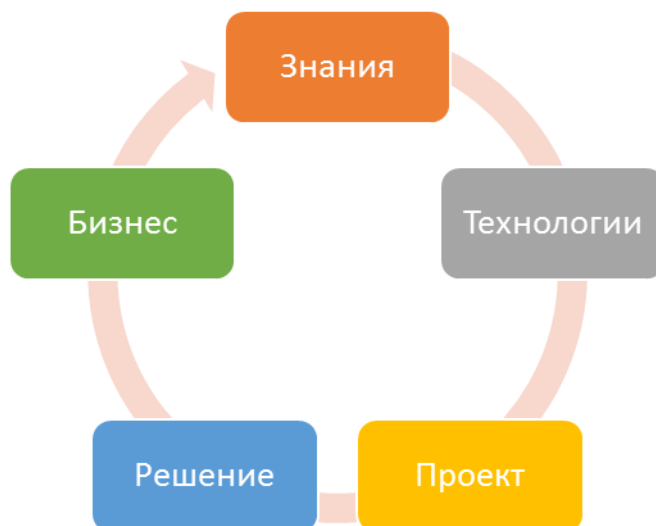 Знания
Технологии
Проект
Решение
Бизнес